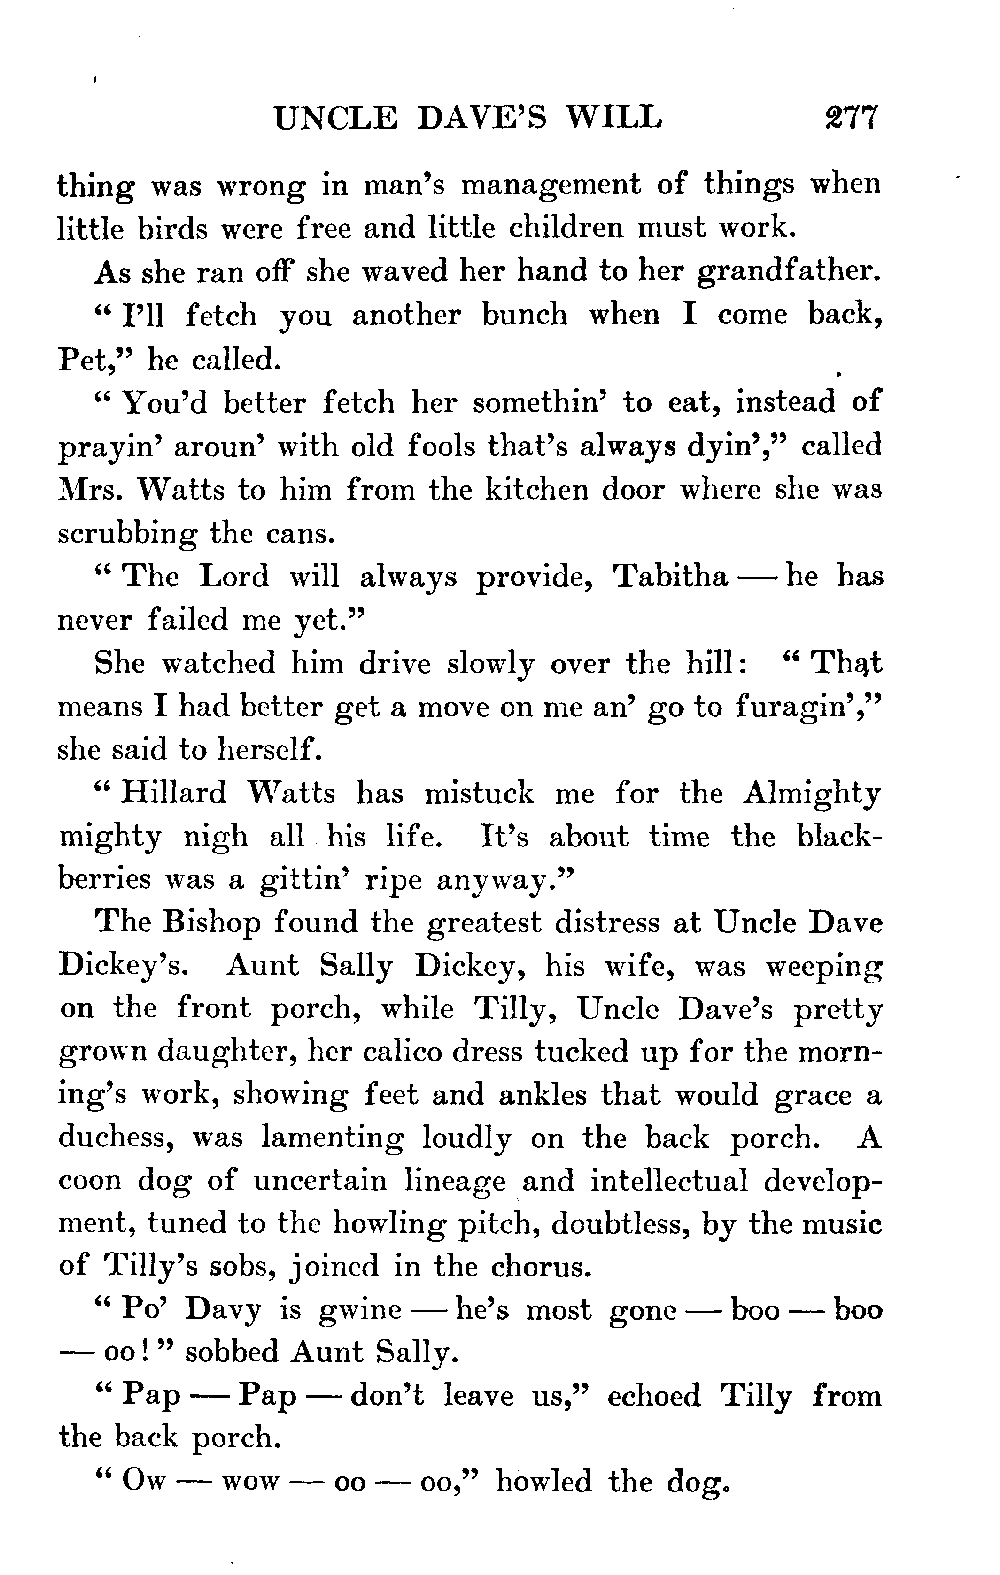 UNCLE DAVE'S WILL 277
thing was wrong in man's management of things when
little birds were free and little children must work.
As she ran off she waved her hand to her grandfather.
“ I'll fetch you another bunch when I come back,
Pet,” he called.
“ You'd better fetch her somethin' to eat, instead of
prayin' aroun' with old fools that's always dyin',” called
Mrs. Watts to him from the kitchen door where she was
scrubbing the cans.
“ The Lord will always provide, Tabitha — he has
never failed me yet.”
She watched him drive slowly over the hill: “ That
means I had better get a move on me an' go to furagin',”
she said to herself.
“ Hillard Watts has mistuck me for the Almighty
mighty nigh all his life. It's about time the black-
berries was a gittin' ripe anyway.”
The Bishop found the greatest distress at Uncle Dave
Dickey's. Aunt Sally Dickey, his wife, was weeping
on the front porch, while Tilly, Uncle Dave's pretty
grown daughter, her calico dress tucked up for the morn-
ing's work, showing feet and ankles that would grace a
duchess, was lamenting loudly on the back porch. A
coon dog of uncertain lineage and intellectual develop-
ment, tuned to the howling pitch, doubtless, by the music
of Tilly's sobs, joined in the chorus.
“ Po' Davy is gwine — he's most gone — boo — boo
— oo! ” sobbed Aunt Sally.
“ Pap — Pap — don't leave us,” echoed Tilly from
the back porch.
“ Ow — wow — oo — oo,” howled the dog.